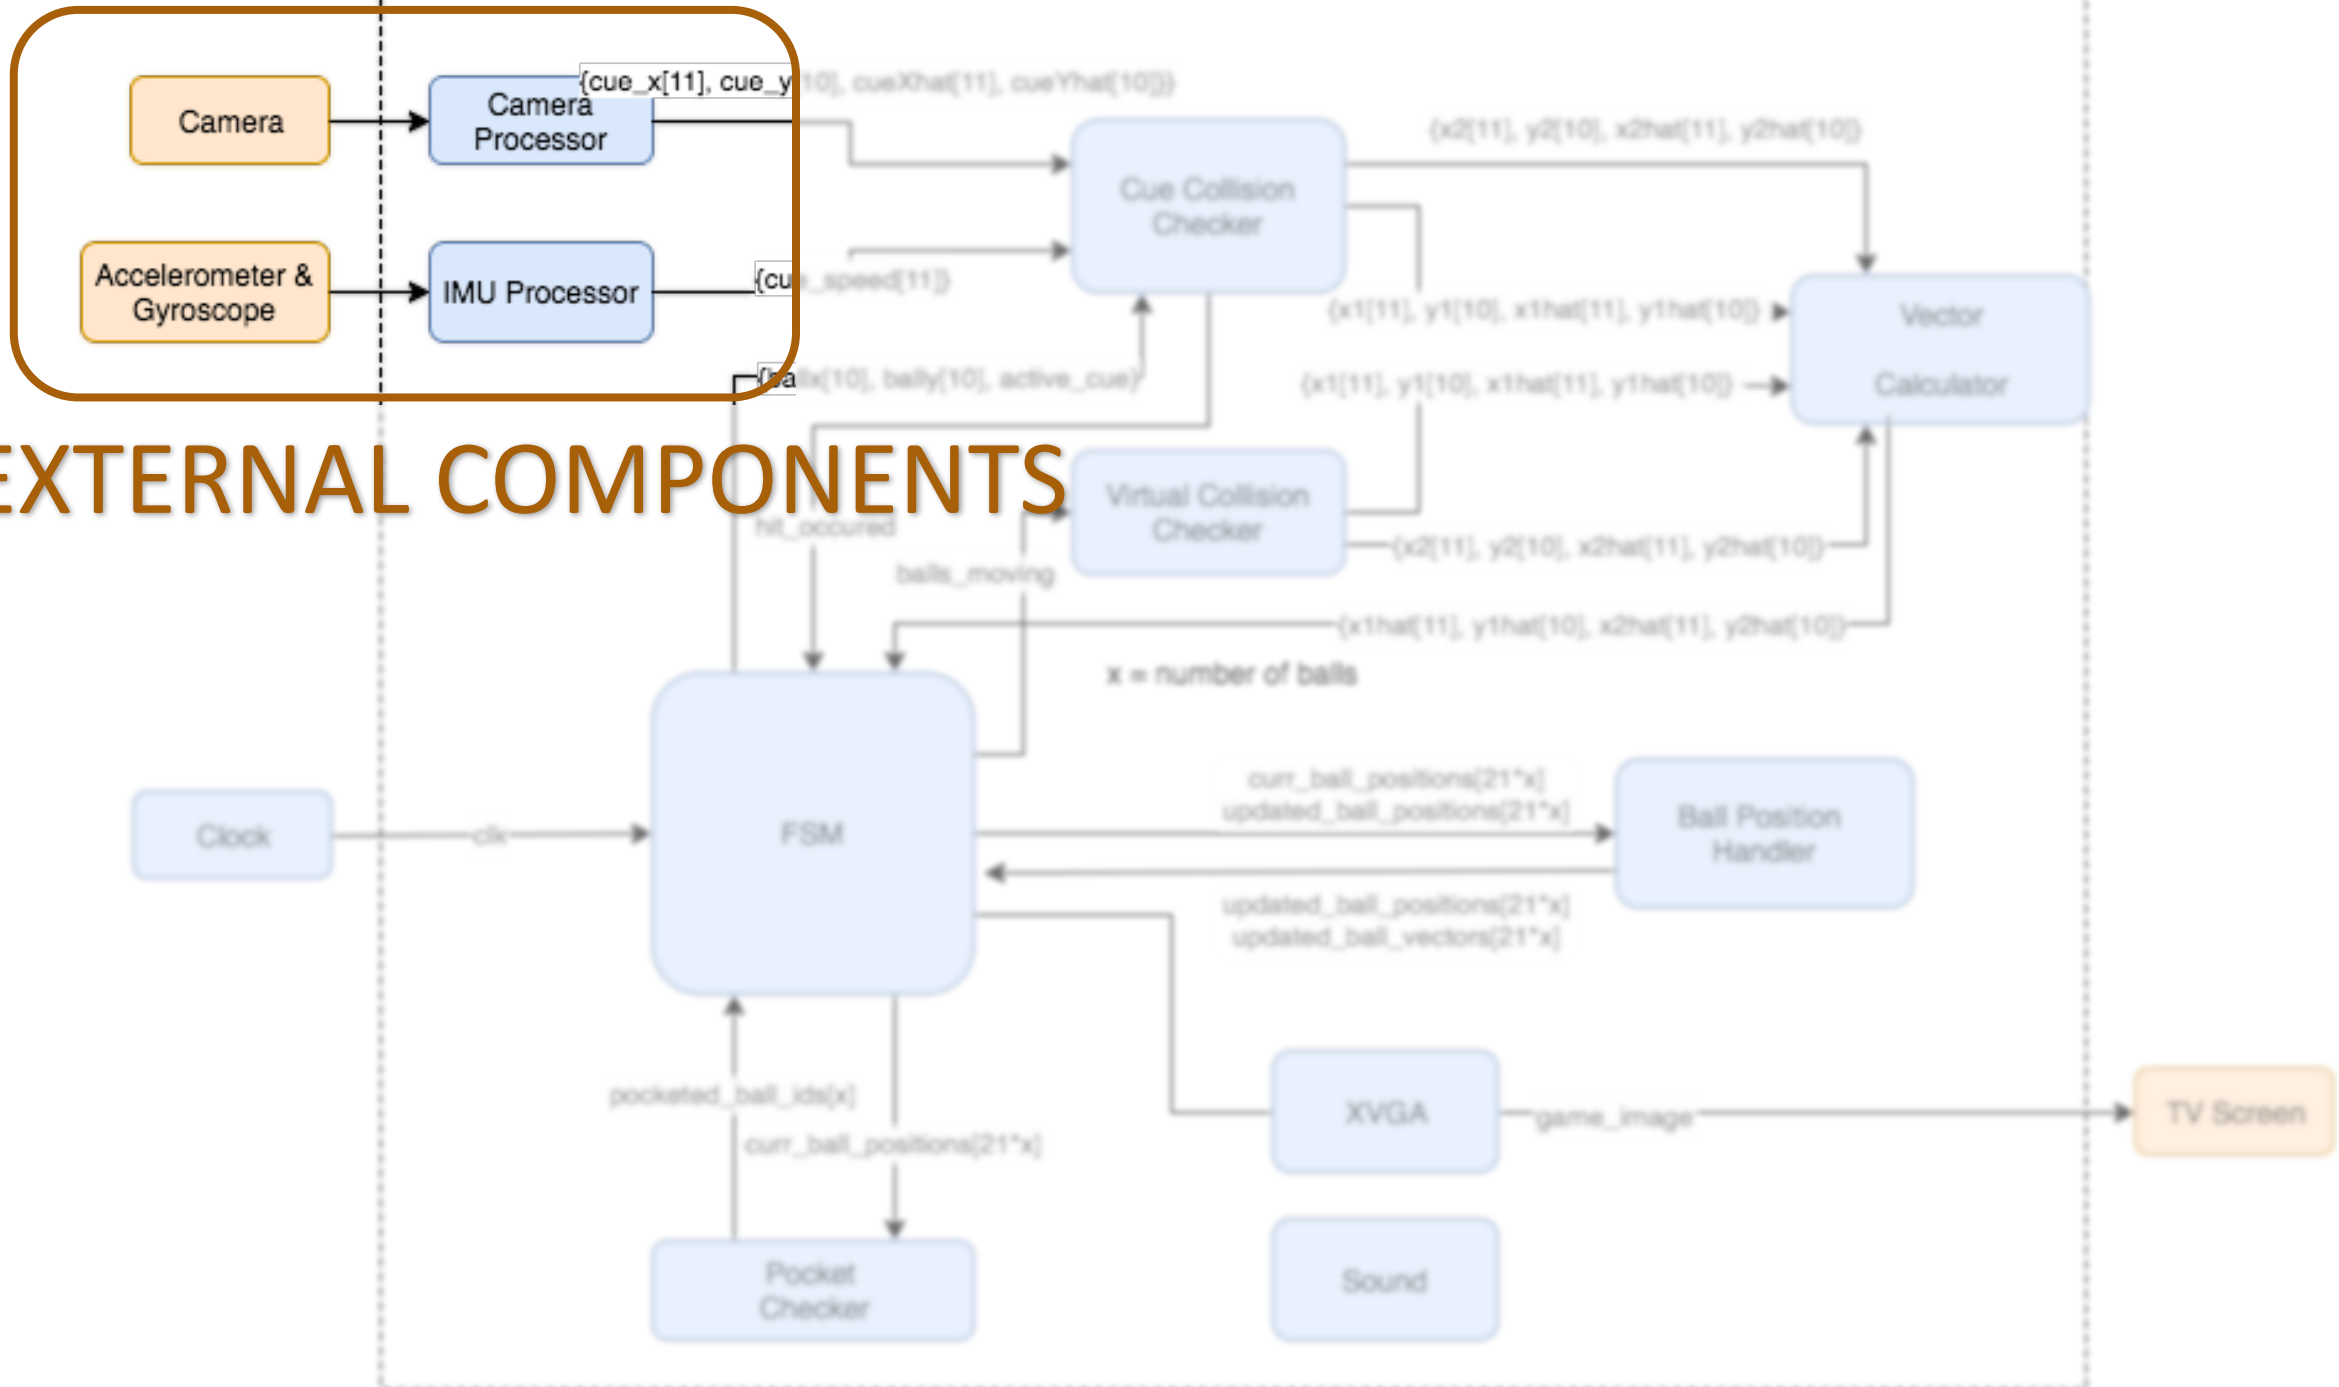 {cue_x[11], cue_y[10], cueXhat[11], cueYhat[10]}}
Camera
Camera
Processor
{x2[11], y2[10], x2hat[11], y2hat[10]}
Cue Collision
Checker
Accelerometer &
Gyroscope
IMU Processor
{cue_speed[11]}
{x1[11], y1[10], x1hat[11], y1hat[10]}
Vector
Calculator
{ballx[10], bally[10], active_cue}
{x1[11], y1[10], x1hat[11], y1hat[10]}
EXTERNAL COMPONENTS
Virtual Collision
Checker
hit_occured
{x2[11], y2[10], x2hat[11], y2hat[10]}
balls_moving
{x1hat[11], y1hat[10], x2hat[11], y2hat[10]}
x = number of balls
Clock
clk
FSM
curr_ball_positions[21*x]
updated_ball_positions[21*x]
Ball Position
Handler
updated_ball_positions[21*x]
updated_ball_vectors[21*x]
pocketed_ball_ids[x]
curr_ball_positions[21*x]
XVGA
game_image
TV Screen
Pocket
Checker
Sound